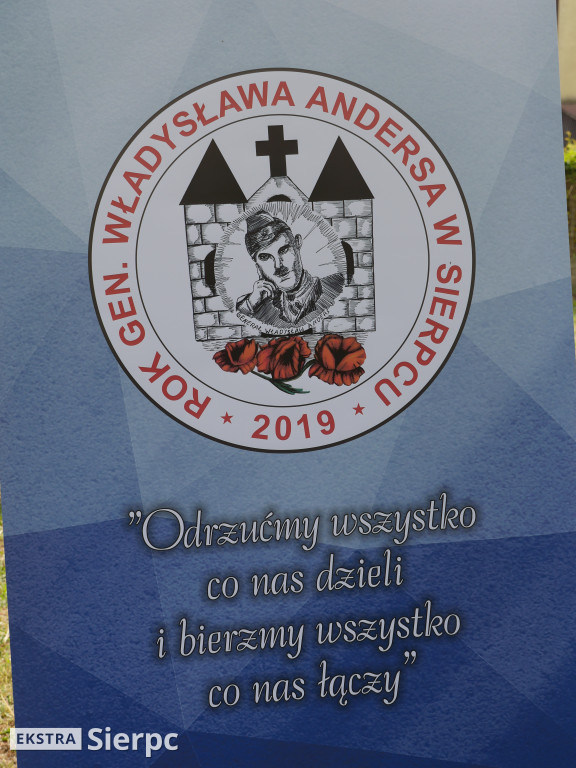 ROK GEN. WŁADYSŁAWA ANDERSA W SIERPCU
★ 2019 ★
"Odrzućmy wszystko
co nas dzieli
i bierzmy wszystko
co nas łączy"
EKSTRA Sierpc